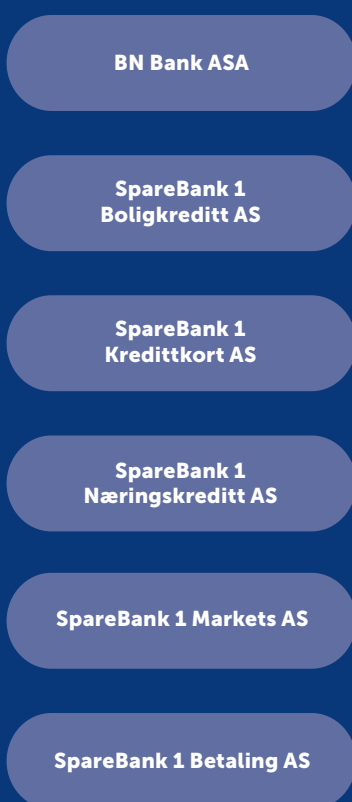 BN Bank ASA
SpareBank 1
Boligkreditt AS
SpareBank 1
Kredittkort AS
SpareBank 1
Næringskreditt AS
SpareBank 1 Markets AS
SpareBank 1 Betaling AS